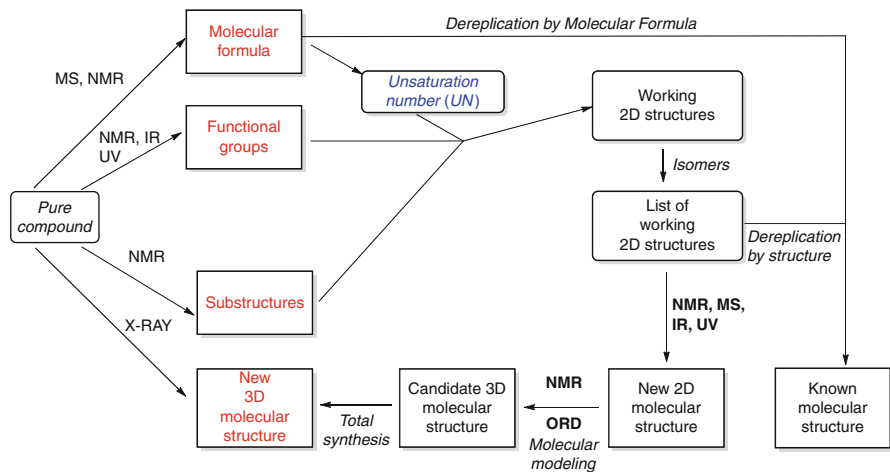 Molecular
formula
Dereplication by Molecular Formula
MS, NMR
Unsaturation
number (UN)
Working
2D structures
NMR, IR
UV
Functional
groups
Isomers
Pure
compound
List of
working
2D structures
Dereplication
by structure
NMR
Substructures
NMR, MS,
IR, UV
X-RAY
New
3D
molecular
structure
Total
synthesis
Candidate 3D
molecular
structure
NMR
ORD
Molecular
modeling
New 2D
molecular
structure
Known
molecular
structure